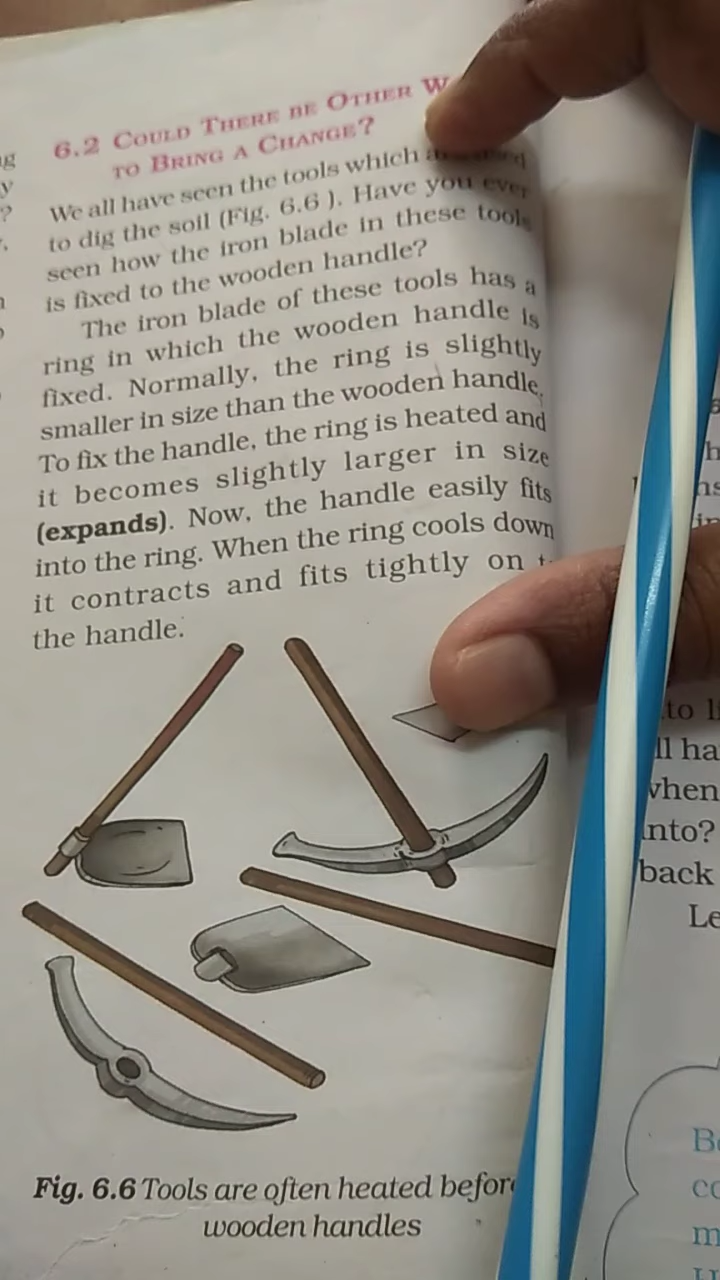 6.2 COULD THERE BE OTHER W
TO BRING A CHANGE?
We all have seen the tools which
to dig the soil (Fig. 6.6 ). Have you ever
seen how the iron blade in these tools
is fixed to the wooden handle?
The iron blade of these tools has a
ring in which the wooden handle is
fixed. Normally, the ring is slightly
smaller in size than the wooden handle.
To fix the handle, the ring is heated and
it becomes slightly larger in size
(expands). Now, the handle easily fits
into the ring. When the ring cools down
it contracts and fits tightly on
the handle.
Fig. 6.6 Tools are often heated before
wooden handles
to
ll ha
when
into?
back
Le